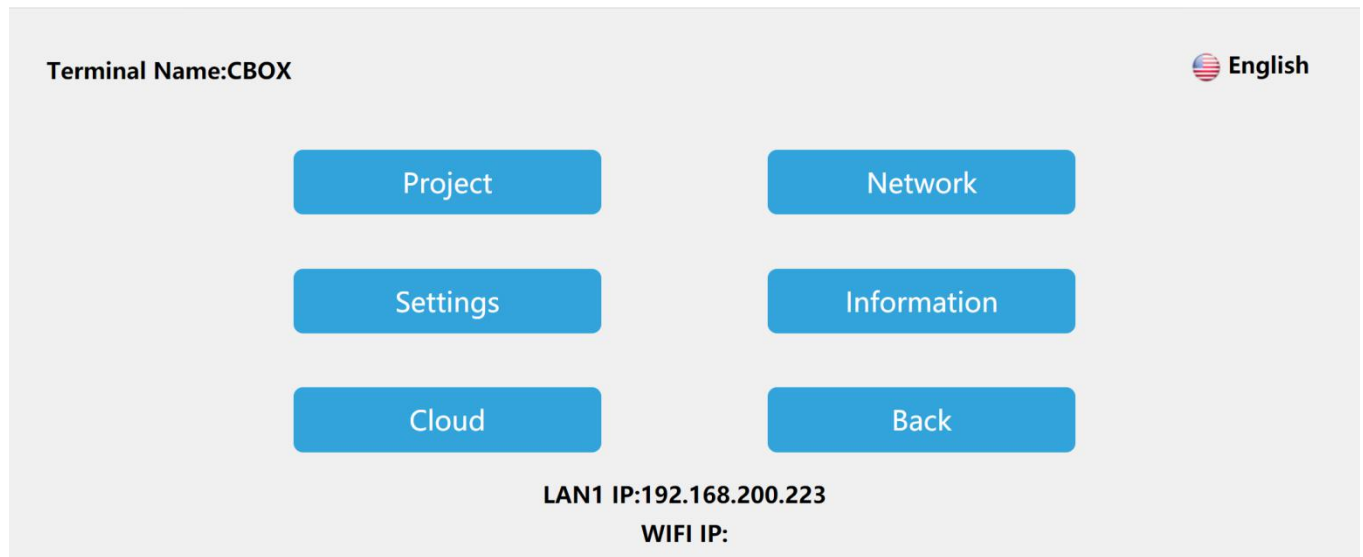 Terminal Name:CBOX
English
Project
Network
Settings
Information
Cloud
Back
LAN1 IP:192.168.200.223
WIFI IP: